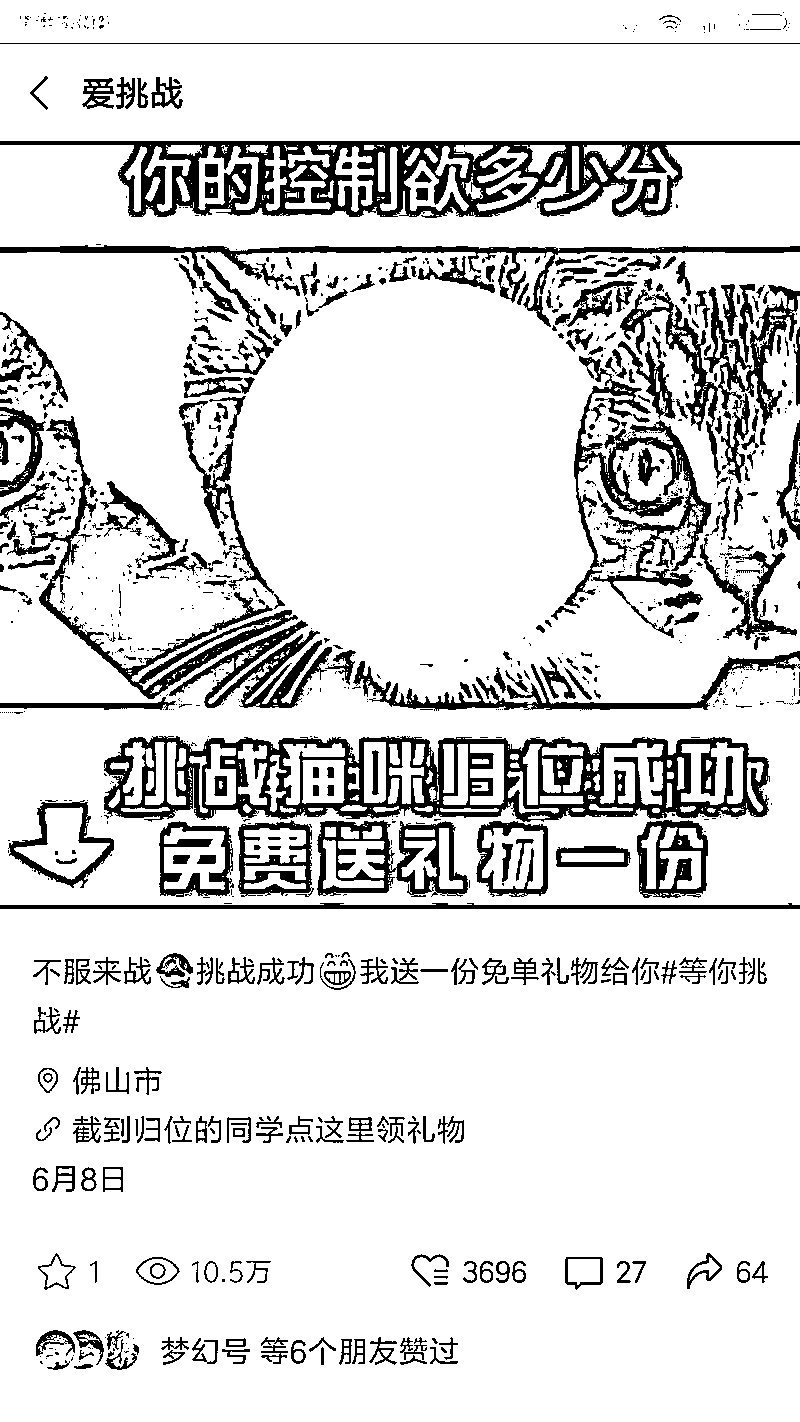 爱挑战
你的控制欲多少分
挑战猫咪归位成功
免费送礼物一份
不服来战挑战成功我送一份免单礼物给你#等你挑
战#
佛山市
截到归位的同学点这里领礼物
6月8日
1 10.5万 3696 27 64
梦幻号 等6个朋友赞过